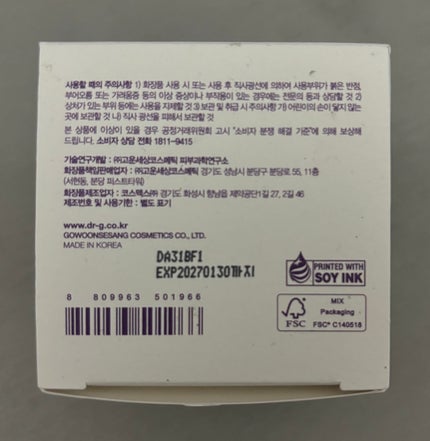 사용할 때의 주의사항 1) 화장품 사용 시 또는 사용 후 직사광선에 의하여 사용부위가 붉은 반점,
부어오름 또는 가려움증 등의 이상 증상이나 부작용이 있는 경우에는 전문의 등과 상담할 것 2)
상처가 있는 부위 등에는 사용을 자제할 것 3) 보관 및 취급 시 주의사항 가) 어린이의 손이 닿지 않는
곳에 보관할 것 나) 직사 광선을 피해서 보관할 것
본 상품에 이상이 있을 경우 공정거래위원회 고시 "소비자 분쟁 해결 기준"에 의해 보상해
드립니다. 소비자 상담 전화 1811-9415
기술연구개발 : ㈜고운세상코스메틱 피부과학연구소
화장품책임판매업자 : ㈜고운세상코스메틱 경기도 성남시 분당구 분당로 55, 11층
(서현동, 분당 퍼스트타워)
화장품제조업자 : 코스맥스㈜ 경기도 화성시 향남읍 제약공단1길 27, 2길 46
제조번호 및 사용기한 : 별도 표기
www.dr-g.co.kr
GOWOONSESANG COSMETICS CO., LTD.
MADE IN KOREA
DA31BF1
EXP20270130까지
PRINTED WITH
SOY INK
8 809963 501966
FSC
MIX
Packaging
FSC® C140518